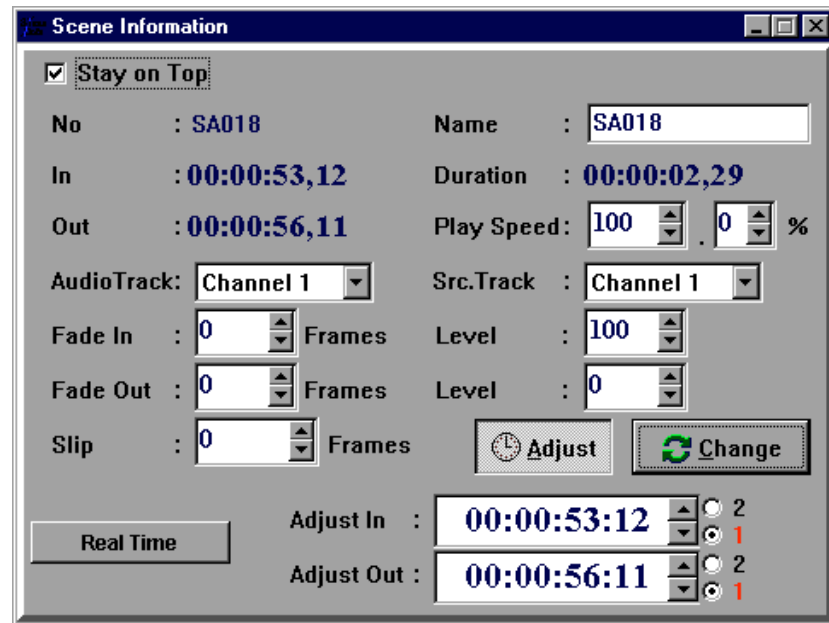 Scene Information
Stay on Top
No : SA018 Name : SA018
In : 00:00:53,12 Duration : 00:00:02,29
Out : 00:00:56,11 Play Speed : 100 . 0 %
AudioTrack: Channel 1 Src.Track : Channel 1
Fade In : 0 Frames Level : 100
Fade Out : 0 Frames Level : 0
Slip : 0 Frames Adjust Change
Adjust In : 00:00:53:12 2
1
Real Time
Adjust Out : 00:00:56:11 2
1